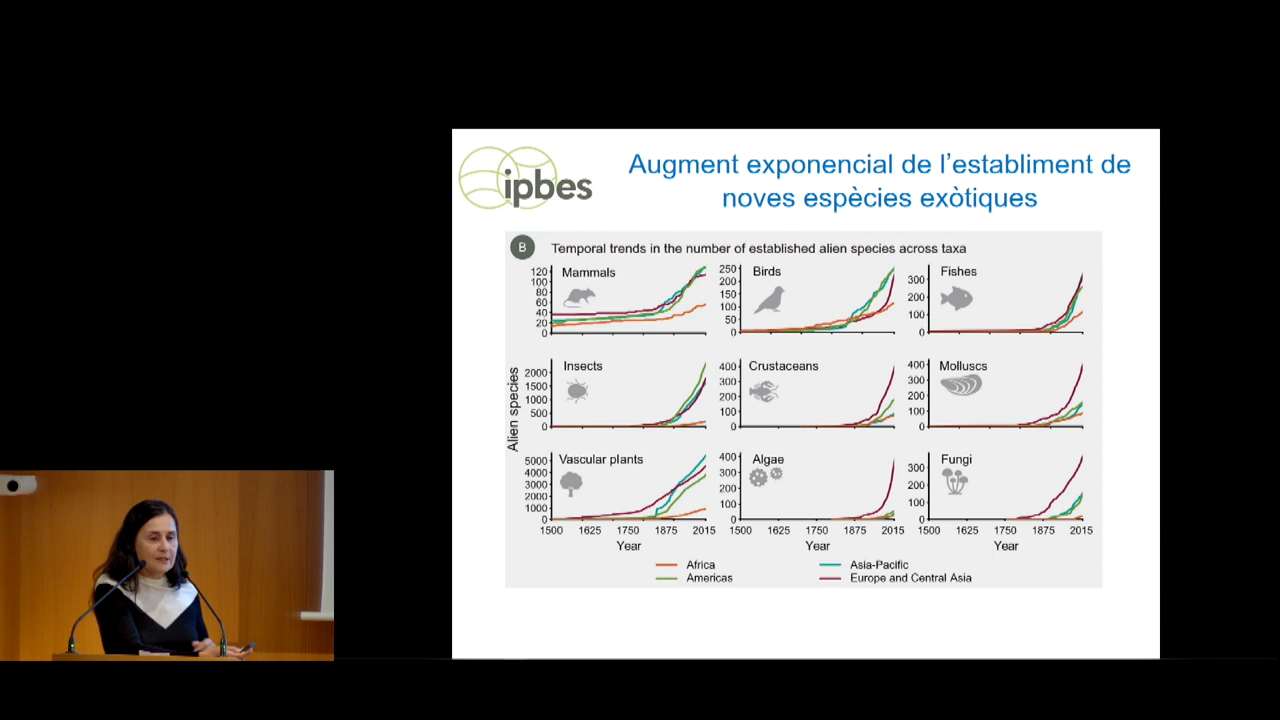 ipbes
Augment exponencial de l'establiment de
noves espècies exòtiques
B
Temporal trends in the number of established alien species across taxa
Mammals
120
100
80
60
40
20
0
Birds
250
200
150
100
50
0
Fishes
300
200
100
0
Alien species
Insects
2000
1500
1000
500
0
Crustaceans
400
300
200
100
0
Molluscs
400
300
200
100
0
Vascular plants
5000
4000
3000
2000
1000
0
Algae
400
300
200
100
0
Fungi
300
200
100
0
1500 1625 1750 1875 2015
1500 1625 1750 1875 2015
1500 1625 1750 1875 2015
Year
Year
Year
Africa
Asia-Pacific
Americas
Europe and Central Asia